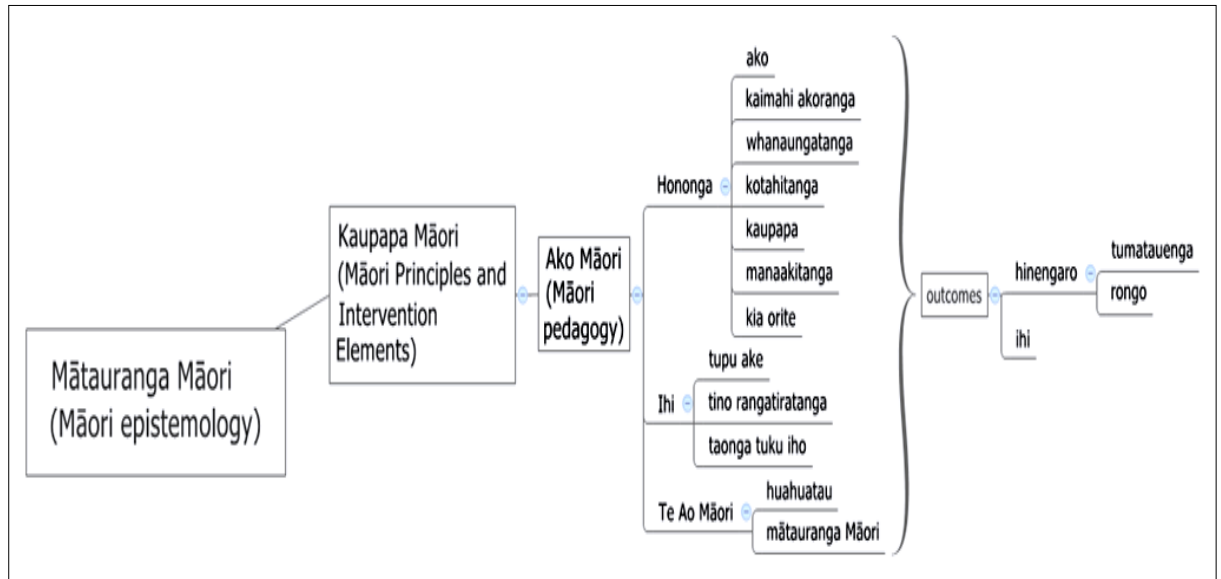 Mātauranga Māori
(Māori epistemology)
Kaupapa Māori
(Māori Principles and
Intervention
Elements)
Ako Māori
(Māori
pedagogy)
Hononga
ako
kaimahi akoranga
whanaungatanga
kotahitanga
kaupapa
manaakitanga
kia orite
Ihi
tupu ake
tino rangatiratanga
taonga tuku iho
Te Ao Māori
huahuatau
mātauranga Māori
outcomes
hinengaro
tumatauenga
rongo
ihi